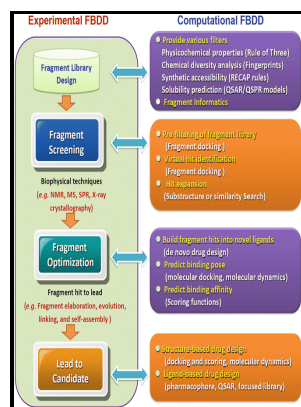 Experimental FBDD
Fragment Library
Design
Fragment
Screening
Biophysical techniques
(e.g. NMR, MS, SPR, X-ray
crystallography)
Fragment
Optimization
Fragment hit to lead
(e.g. Fragment elaboration, evolution,
linking, and self-assembly)
Lead to
Candidate
Computational FBDD
Provide various filters
Physicochemical properties (Rule of Three)
Chemical diversity analysis (Fingerprints)
Synthetic accessibility (RECAP rules)
Solubility prediction (QSAR/QSPR models)
Fragment Informatics
Pre-filtering of fragment library
(Fragment docking)
Virtual hit identification
(Fragment docking)
Hit expansion
(Substructure or similarity Search)
Build fragment hits into novel ligands
(de novo drug design)
Predict binding pose
(molecular docking, molecular dynamics)
Predict binding affinity
(Scoring functions)
Structure-based drug design
(docking and scoring, molecular dynamics)
Ligand-based drug design
(pharmacophore, QSAR, focused library)